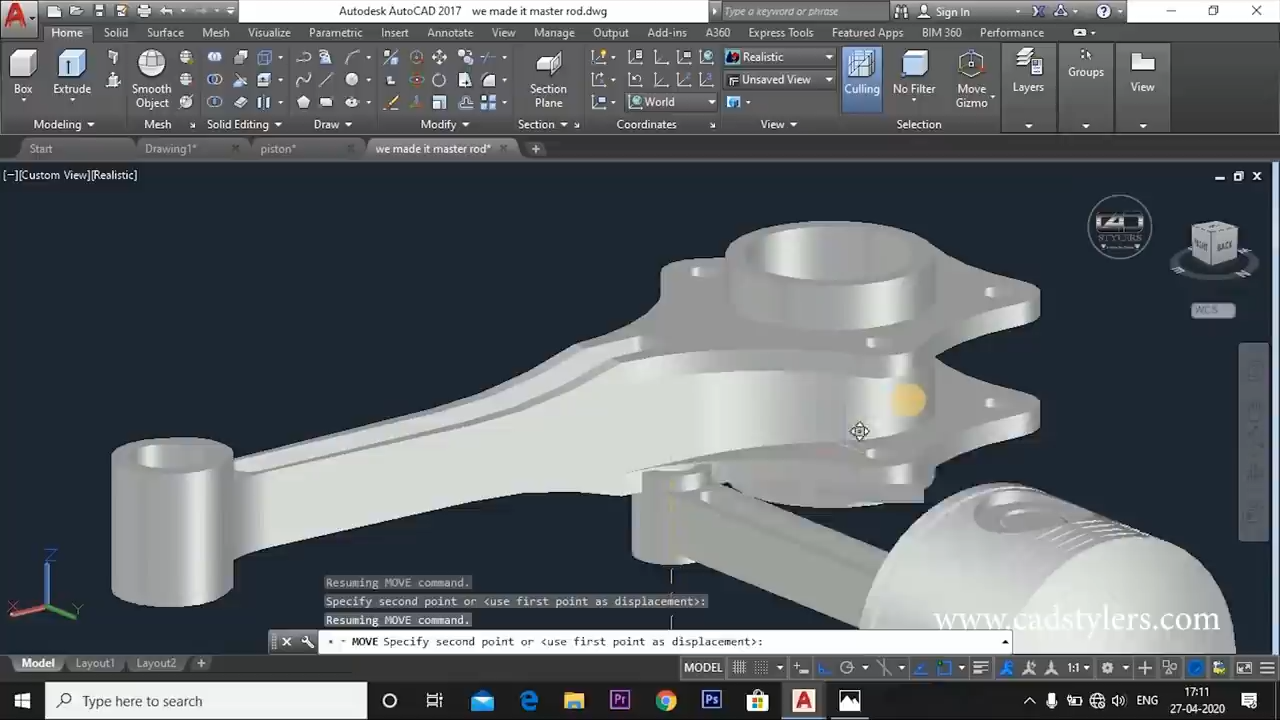 Autodesk AutoCAD 2017 we made it master rod.dwg
Type a keyword or phrase
Sign In
Home Solid Surface Mesh Visualize Parametric Insert Annotate View Manage Output Add-ins A360 Express Tools Featured Apps BIM 360 Performance
Box
Extrude
Smooth Object
Section Plane
World
Realistic
Unsaved View
Culling
No Filter
Move Gizmo
Layers
Groups
View
Modeling
Mesh
Solid Editing
Draw
Modify
Section
Coordinates
View
Selection
Start
Drawing1*
piston*
we made it master rod*
[−][Custom View][Realistic]
STYLERS
RIGHT
BACK
WCS
Z
X
Y
Resuming MOVE command.
Specify second point or <use first point as displacement>:
Resuming MOVE command.
www.cadstylers.com
MOVE Specify second point or <use first point as displacement>:
Model
Layout1
Layout2
MODEL
1:1
Type here to search
Pr
Ps
A
ENG
17:11
27-04-2020